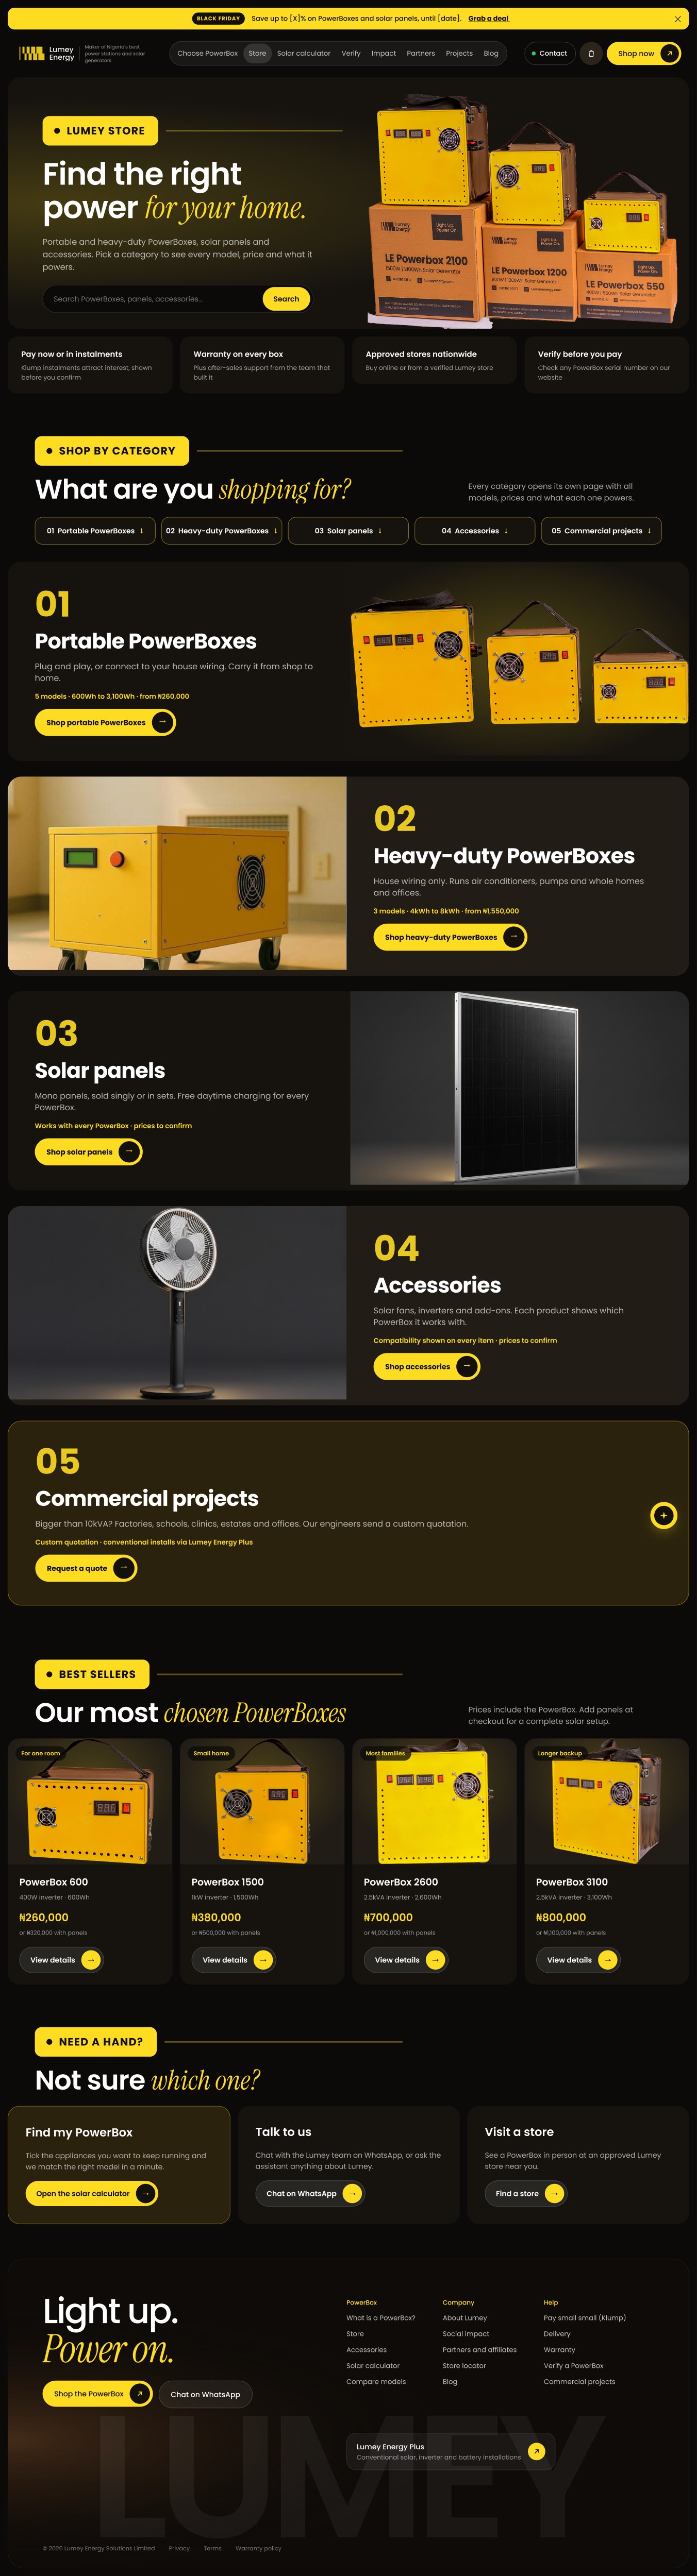 BLACK FRIDAY Save up to [X]% on PowerBoxes and solar panels, until [date]. Grab a deal
Lumey
Energy
Maker of Nigeria's best
power stations and solar
generators
Choose PowerBox Store Solar calculator Verify Impact Partners Projects Blog
Contact
Shop now
LUMEY STORE
Find the right
power for your home.
Portable and heavy-duty PowerBoxes, solar panels and
accessories. Pick a category to see every model, price and what it
powers.
Search PowerBoxes, panels, accessories...
Search
Lumey
Energy
Light Up.
Power On.
LE Powerbox 2100
Lumey
Energy
Light Up.
Power On.
LE Powerbox 1200
Lumey
Energy
Light Up.
Power On.
LE Powerbox 550
Pay now or in instalments
Klump instalments attract interest, shown
before you confirm
Warranty on every box
Plus after-sales support from the team that
built it
Approved stores nationwide
Buy online or from a verified Lumey store
Verify before you pay
Check any PowerBox serial number on our
website
SHOP BY CATEGORY
What are you shopping for?
Every category opens its own page with all
models, prices and what each one powers.
01 Portable PowerBoxes ↓
02 Heavy-duty PowerBoxes ↓
03 Solar panels ↓
04 Accessories ↓
05 Commercial projects ↓
01
Portable PowerBoxes
Plug and play, or connect to your house wiring. Carry it from shop to
home.
5 models · 600Wh to 3,100Wh · from ₦260,000
Shop portable PowerBoxes →
02
Heavy-duty PowerBoxes
House wiring only. Runs air conditioners, pumps and whole homes
and offices.
3 models · 4kWh to 8kWh · from ₦1,550,000
Shop heavy-duty PowerBoxes →
03
Solar panels
Mono panels, sold singly or in sets. Free daytime charging for every
PowerBox.
Works with every PowerBox · prices to confirm
Shop solar panels →
04
Accessories
Solar fans, inverters and add-ons. Each product shows which
PowerBox it works with.
Compatibility shown on every item · prices to confirm
Shop accessories →
05
Commercial projects
Bigger than 10kVA? Factories, schools, clinics, estates and offices. Our engineers send a custom quotation.
Custom quotation · conventional installs via Lumey Energy Plus
Request a quote →
BEST SELLERS
Our most chosen PowerBoxes
Prices include the PowerBox. Add panels at
checkout for a complete solar setup.
For one room
PowerBox 600
400W inverter · 600Wh
₦260,000
or ₦320,000 with panels
View details →
Small home
PowerBox 1500
1kW inverter · 1,500Wh
₦380,000
or ₦500,000 with panels
View details →
Most families
PowerBox 2600
2.5kVA inverter · 2,600Wh
₦700,000
or ₦1,000,000 with panels
View details →
Longer backup
PowerBox 3100
2.5kVA inverter · 3,100Wh
₦800,000
or ₦1,100,000 with panels
View details →
NEED A HAND?
Not sure which one?
Find my PowerBox
Tick the appliances you want to keep running and
we match the right model in a minute.
Open the solar calculator →
Talk to us
Chat with the Lumey team on WhatsApp, or ask the
assistant anything about Lumey.
Chat on WhatsApp →
Visit a store
See a PowerBox in person at an approved Lumey
store near you.
Find a store →
Light up.
Power on.
Shop the PowerBox
Chat on WhatsApp
PowerBox
What is a PowerBox?
Store
Accessories
Solar calculator
Compare models
Company
About Lumey
Social impact
Partners and affiliates
Store locator
Blog
Help
Pay small small (Klump)
Delivery
Warranty
Verify a PowerBox
Commercial projects
Lumey Energy Plus
Conventional solar, inverter and battery installations
LUMEY
© 2026 Lumey Energy Solutions Limited Privacy Terms Warranty policy